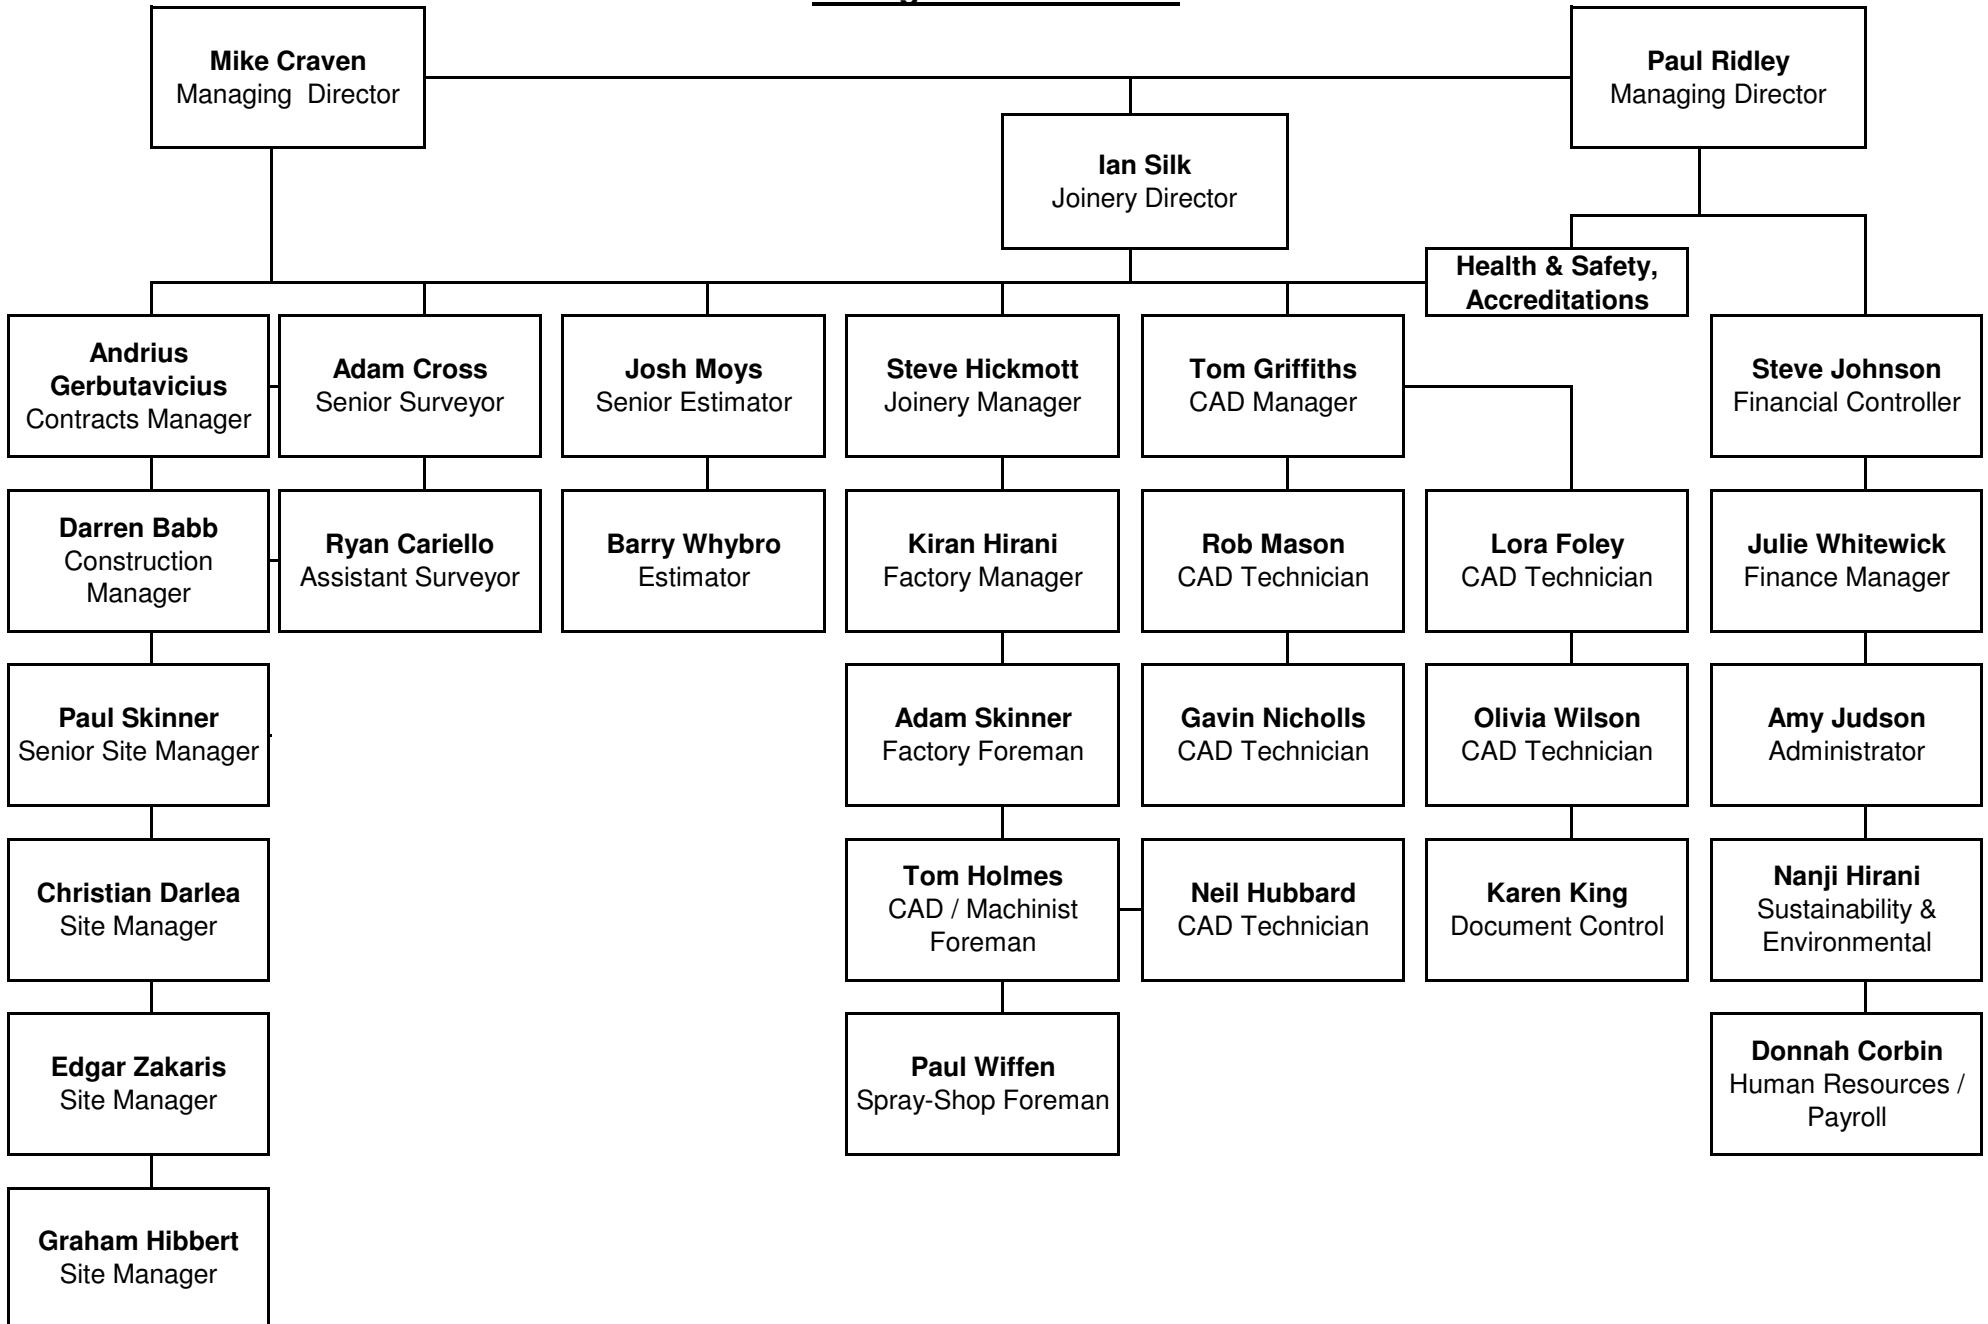 Mike Craven
Managing  Director
Paul Ridley
Managing Director
Ian Silk
Joinery Director
Health & Safety,
Accreditations
Andrius
Gerbutavicius
Contracts Manager
Adam Cross
Senior Surveyor
Josh Moys
Senior Estimator
Steve Hickmott
Joinery Manager
Tom Griffiths
CAD Manager
Steve Johnson
Financial Controller
Darren Babb
Construction
Manager
Ryan Cariello
Assistant Surveyor
Barry Whybro
Estimator
Kiran Hirani
Factory Manager
Rob Mason
CAD Technician
Lora Foley
CAD Technician
Julie Whitewick
Finance Manager
Paul Skinner
Senior Site Manager
Adam Skinner
Factory Foreman
Gavin Nicholls
CAD Technician
Olivia Wilson
CAD Technician
Amy Judson
Administrator
Christian Darlea
Site Manager
Tom Holmes
CAD / Machinist
Foreman
Neil Hubbard
CAD Technician
Karen King
Document Control
Nanji Hirani
Sustainability &
Environmental
Edgar Zakaris
Site Manager
Paul Wiffen
Spray-Shop Foreman
Donnah Corbin
Human Resources /
Payroll
Graham Hibbert
Site Manager